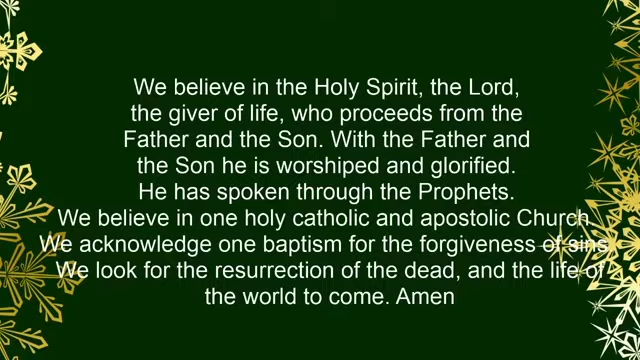 We believe in the Holy Spirit, the Lord,
the giver of life, who proceeds from the
Father and the Son. With the Father and
the Son he is worshiped and glorified.
He has spoken through the Prophets.
We believe in one holy catholic and apostolic Church
We acknowledge one baptism for the forgiveness of sins
We look for the resurrection of the dead, and the life of
the world to come. Amen